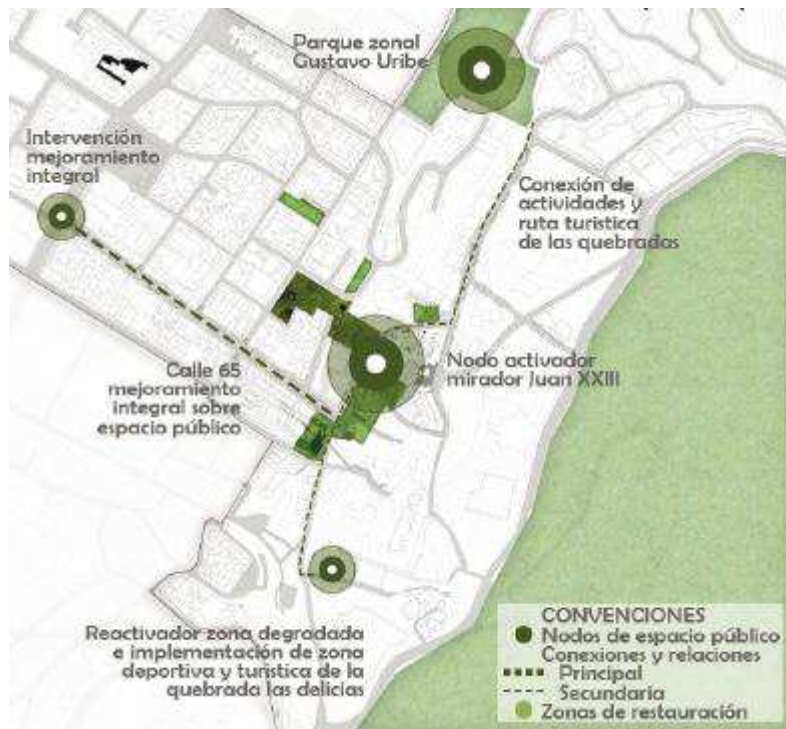 Parque zonal
Gustavo Uribe
Intervención
mejoramiento
integral
Conexión de
actividades y
ruta turistica
de las quebradas
Calle 65
mejoramiento
integral sobre
espacio público
Nodo activador
mirador Juan XXIII
Reactivador zona degradada
e implementación de zona
deportiva y turistica de la
quebrada las delicias
CONVENCIONES
Nodos de espacio público
Conexiones y relaciones
Principal
Secundaria
Zonas de restauración